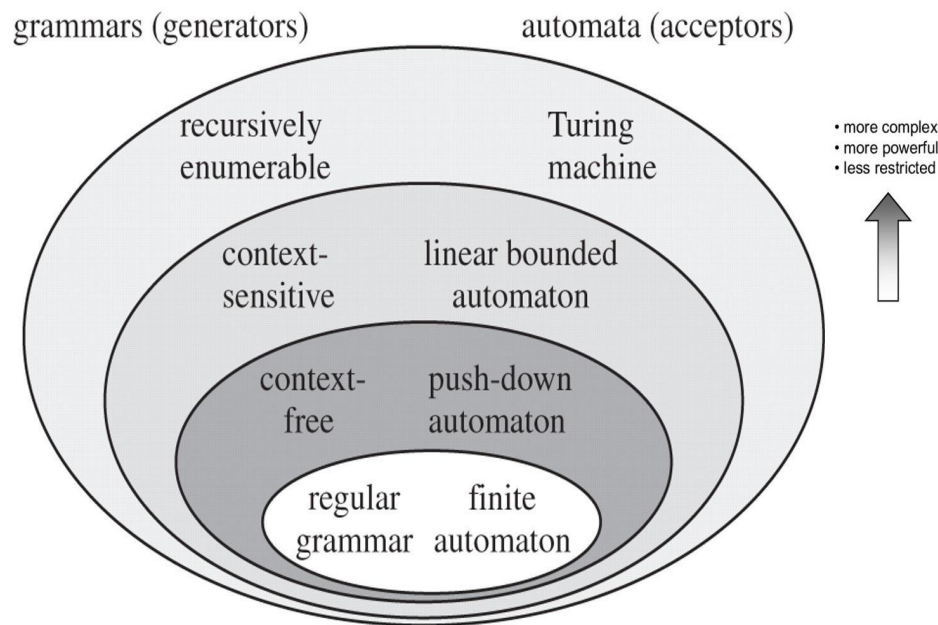 grammars (generators)
automata (acceptors)
recursively
enumerable
Turing
machine
• more complex
• more powerful
• less restricted
context-
sensitive
linear bounded
automaton
context-
free
push-down
automaton
regular
grammar
finite
automaton